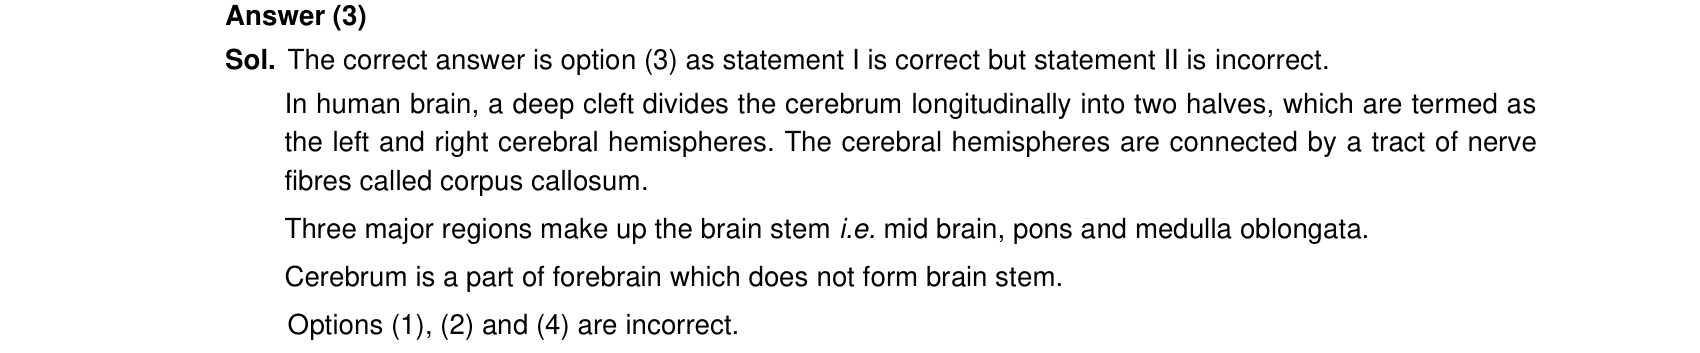 Answer (3)
Sol. The correct answer is option (3) as statement I is correct but statement II is incorrect.
In human brain, a deep cleft divides the cerebrum longitudinally into two halves, which are termed as
the left and right cerebral hemispheres. The cerebral hemispheres are connected by a tract of nerve
fibres called corpus callosum.
Three major regions make up the brain stem i.e. mid brain, pons and medulla oblongata.
Cerebrum is a part of forebrain which does not form brain stem.
Options (1), (2) and (4) are incorrect.